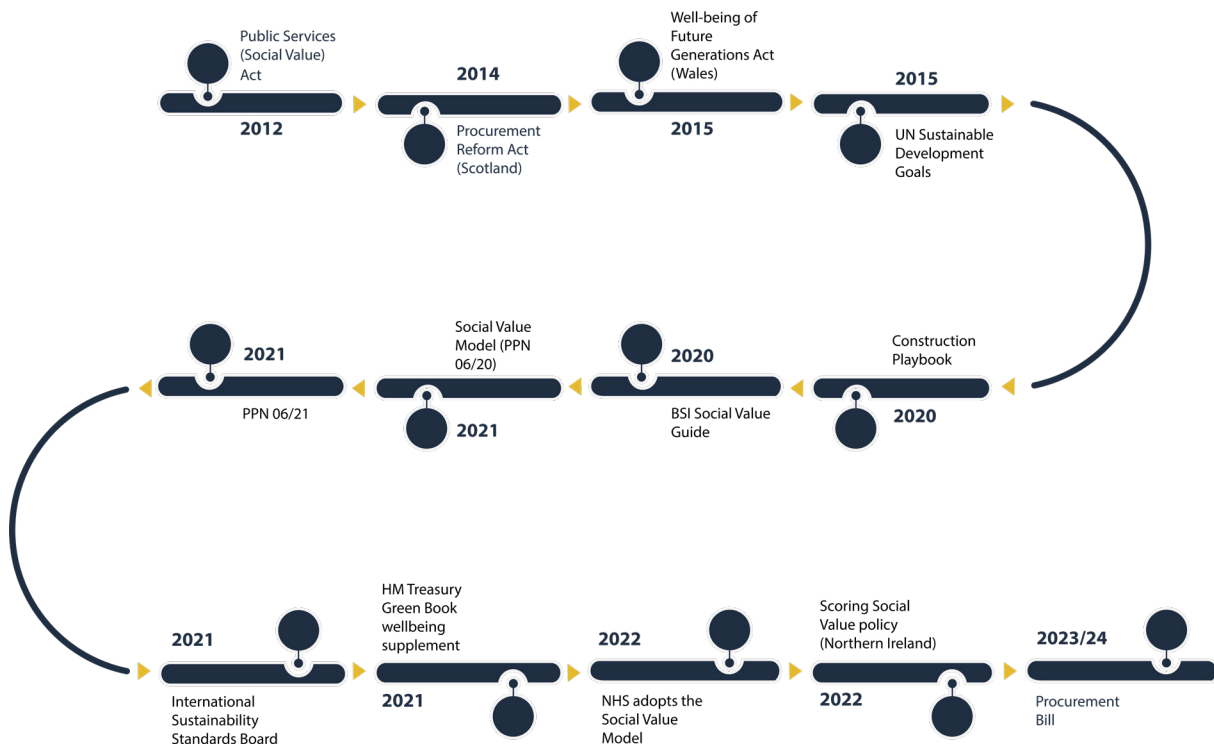 Public Services
(Social Value)
Act
2012
2014
Procurement
Reform Act
(Scotland)
Well-being of
Future
Generations Act
(Wales)
2015
2015
UN Sustainable
Development
Goals
Construction
Playbook
2020
2020
BSI Social Value
Guide
Social Value
Model (PPN
06/20)
2021
2021
PPN 06/21
2021
International
Sustainability
Standards Board
HM Treasury
Green Book
wellbeing
supplement
2021
2022
NHS adopts the
Social Value
Model
Scoring Social
Value policy
(Northern Ireland)
2022
2023/24
Procurement
Bill